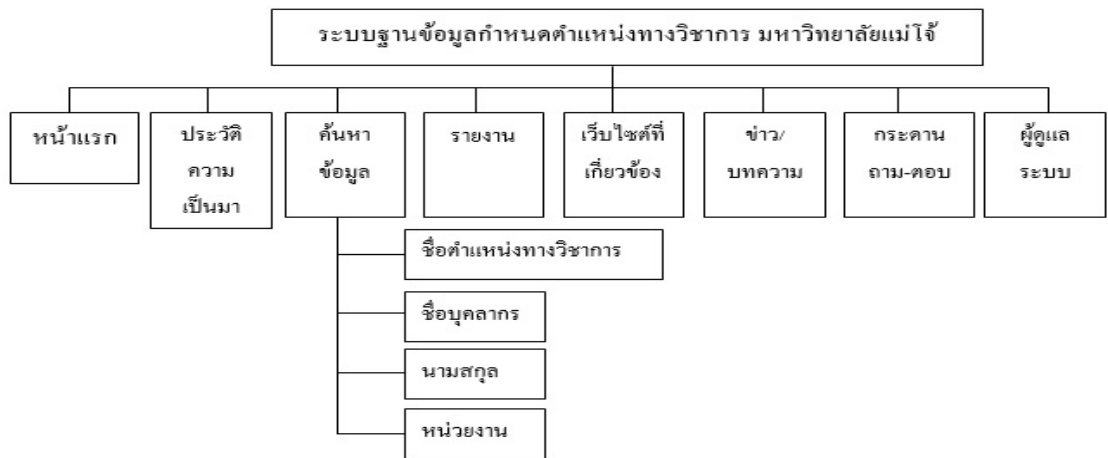 ระบบฐานข้อมูลกำหนดตำแหน่งทางวิชาการ มหาวิทยาลัยแม่โจ้
หน้าแรก
ประวัติ
ความ
เป็นมา
ค้นหา
ข้อมูล
รายงาน
เว็บไซต์ที่
เกี่ยวข้อง
ข่าว/
บทความ
กระดาน
ถาม-ตอบ
ผู้ดูแล
ระบบ
ชื่อตำแหน่งทางวิชาการ
ชื่อบุคลากร
นามสกุล
หน่วยงาน